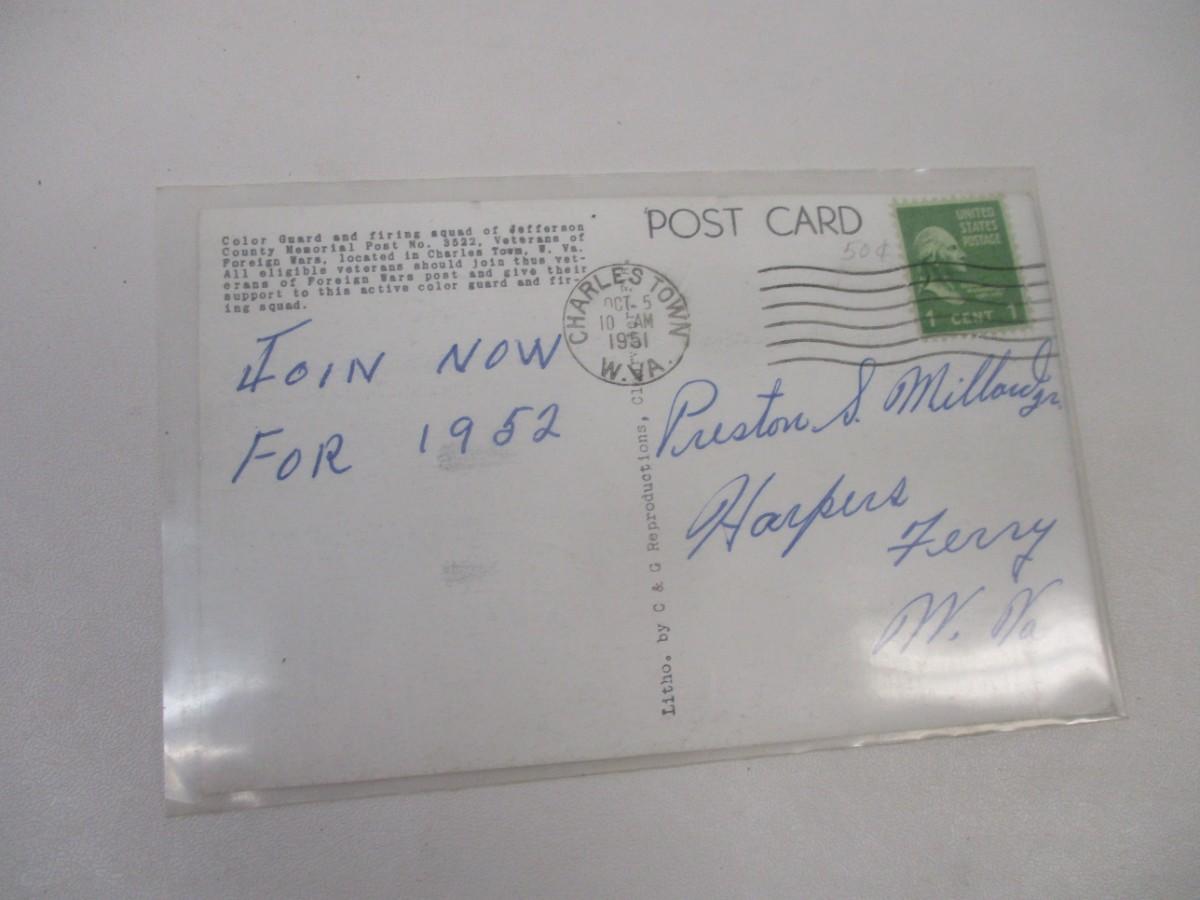 Color Guard and firing squad of Jefferson
County Memorial Post No. 3522, Veterans of
Foreign Wars, located in Charles Town, W. Va.
All eligible veterans should join thus vet-
erans of Foreign Wars post and give their
support to this active color guard and fir-
ing squad.
JOIN NOW
FOR 1952
POST CARD
50¢
UNITED
STATES
POSTAGE
1 CENT 1
CHARLES TOWN
OCT 5
10 AM
1951
W. VA.
Litho. by C & G Reproductions,
Preston S.
Harpers
Ferry
W. Va